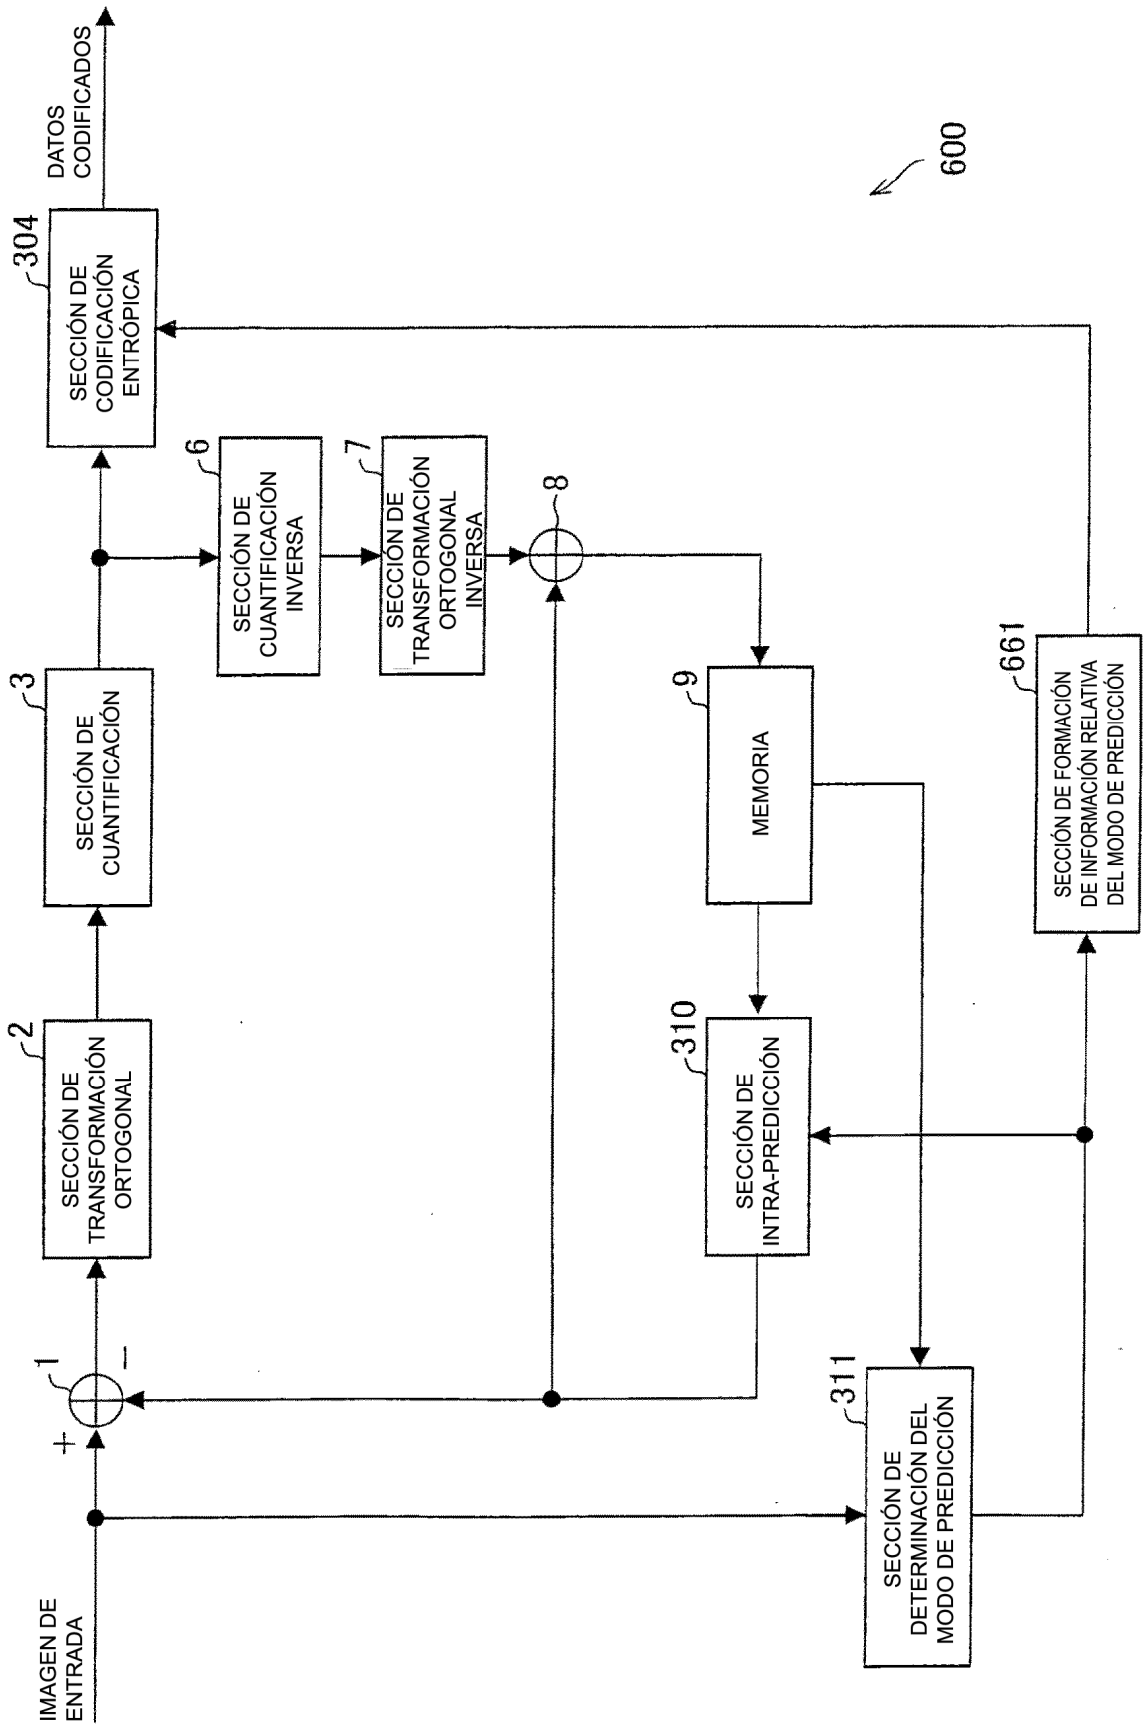 IMAGEN DE
ENTRADA
+
1
−
2
SECCIÓN DE
TRANSFORMACIÓN
ORTOGONAL
3
SECCIÓN DE
CUANTIFICACIÓN
304
SECCIÓN DE
CODIFICACIÓN
ENTRÓPICA
DATOS
CODIFICADOS
6
SECCIÓN DE
CUANTIFICACIÓN
INVERSA
7
SECCIÓN DE
TRANSFORMACIÓN
ORTOGONAL
INVERSA
8
9
MEMORIA
310
SECCIÓN DE
INTRA-PREDICCIÓN
311
SECCIÓN DE
DETERMINACIÓN DEL
MODO DE PREDICCIÓN
661
SECCIÓN DE FORMACIÓN
DE INFORMACIÓN RELATIVA
DEL MODO DE PREDICCIÓN
600